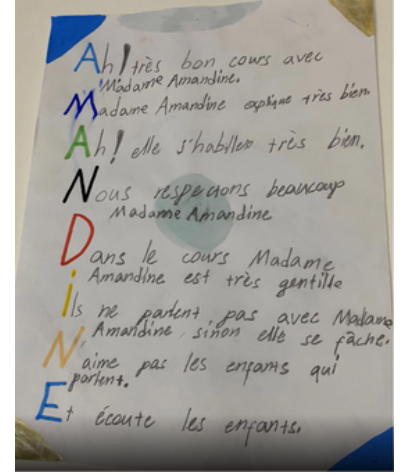 Ah! très bon cours avec
Madame Amandine.
Madame Amandine explique très bien.
Ah! elle s'habller très bien.
Nous respecions beaucoup
Madame Amandine
Dans le cours Madame
Amandine est très gentille
ils ne parlent pas avec Madame
Amandine, sinon elle se fâche.
N'aime pas les enfants qui
parlent.
Et écoute les enfants.